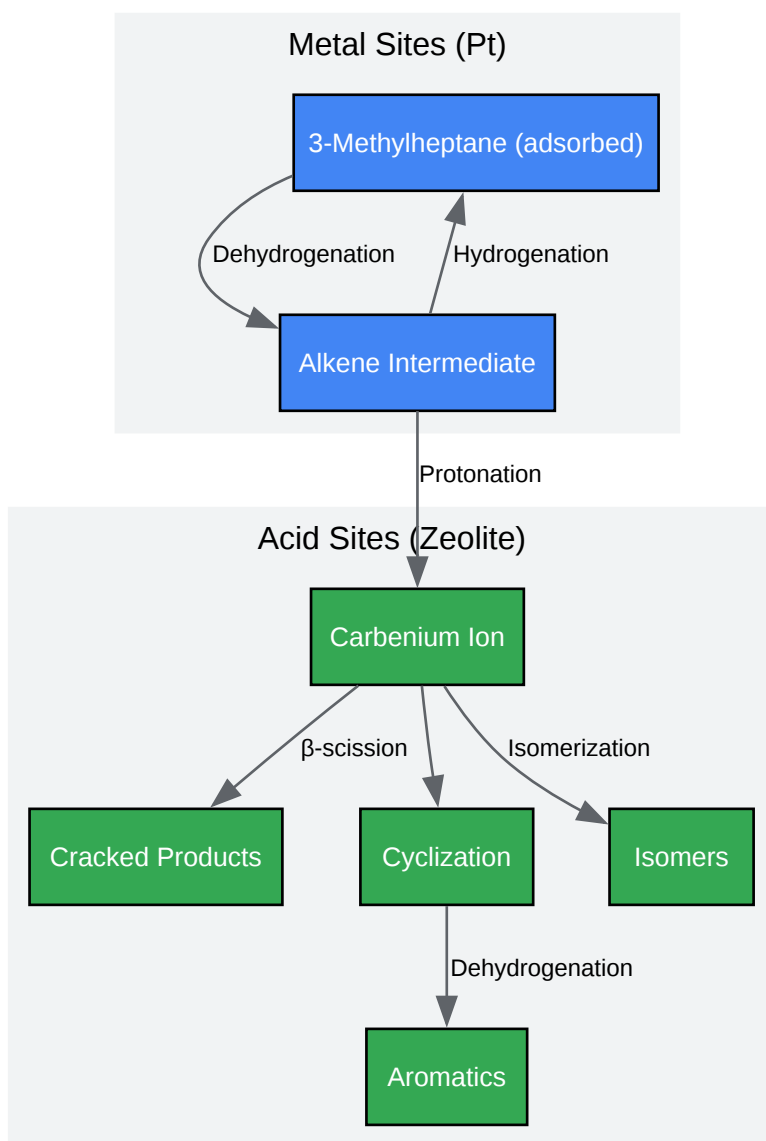 Metal Sites (Pt)
3-Methylheptane (adsorbed)
Dehydrogenation
Hydrogenation
Alkene Intermediate
Protonation
Acid Sites (Zeolite)
Carbenium Ion
β-scission
Isomerization
Cracked Products
Cyclization
Isomers
Dehydrogenation
Aromatics